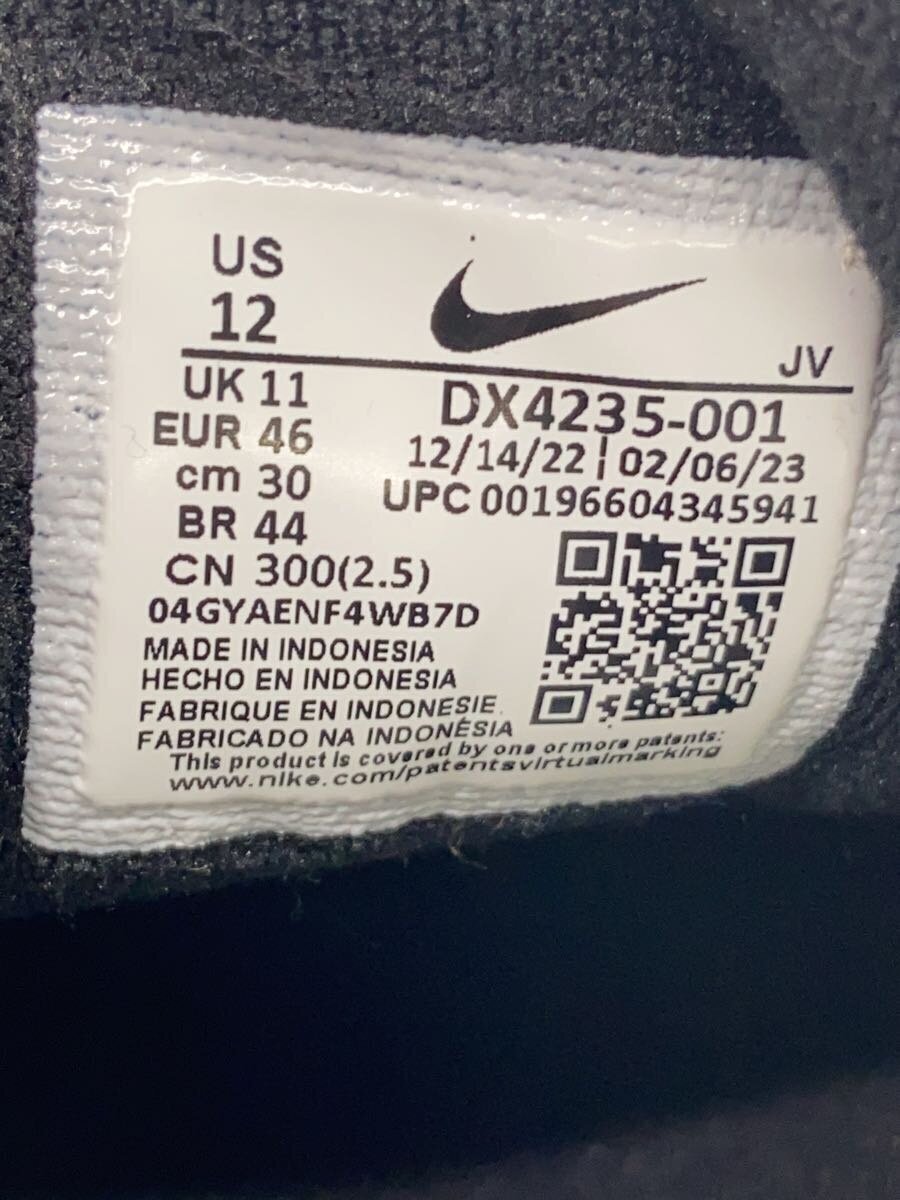 US
12
JV
UK 11
EUR 46
cm 30
BR 44
CN 300(2.5)
DX4235-001
12/14/22 | 02/06/23
UPC 00196604345941
04GYAENF4WB7D
MADE IN INDONESIA
HECHO EN INDONESIA
FABRIQUE EN INDONESIE
FABRICADO NA INDONÉSIA
This product is covered by one or more patents:
www.nike.com/patentsvirtualmarking